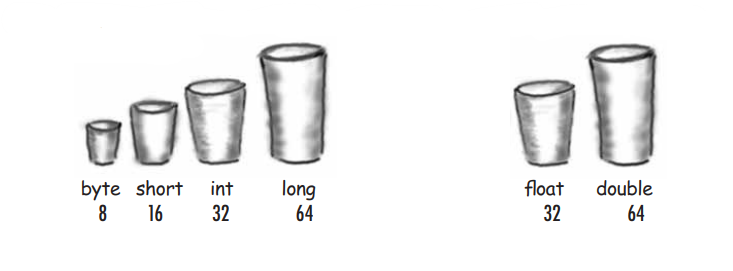 byte short int long float double
8 16 32 64 32 64